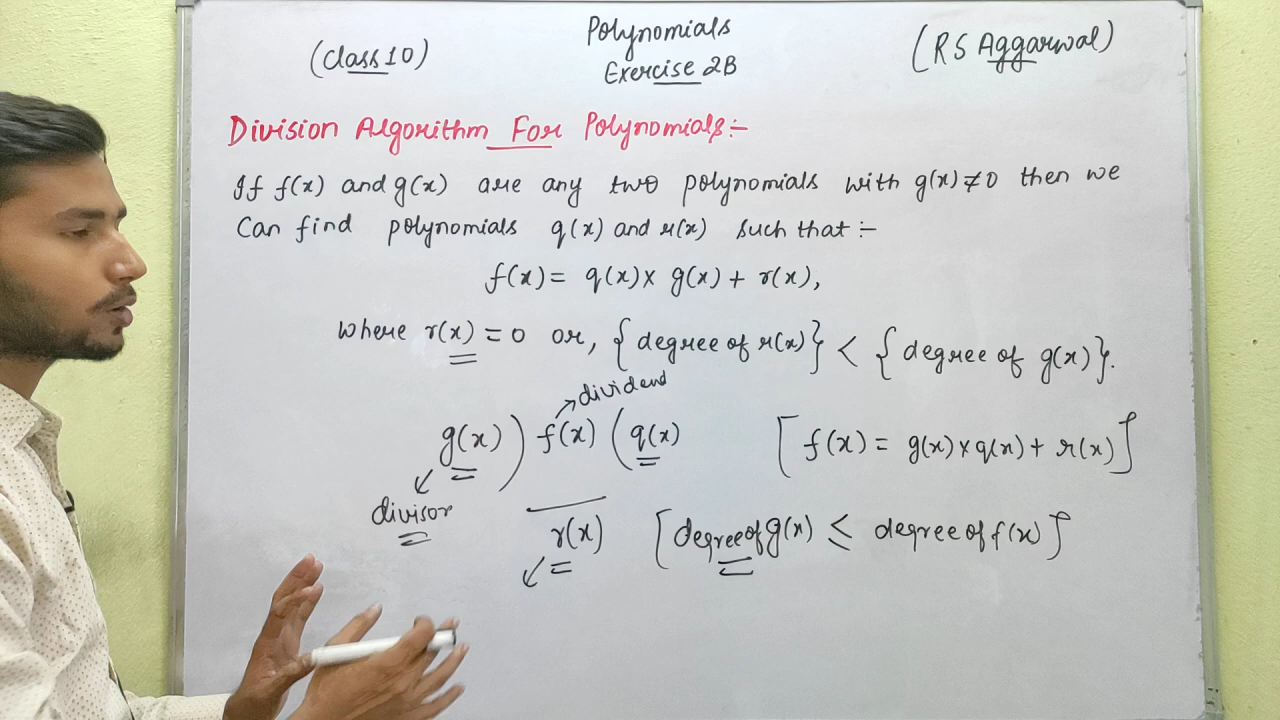 (Class 10)
Polynomials
Exercise 2B
(RS Aggarwal)
Division Algorithm For Polynomials:-
If f(x) and g(x) are any two polynomials with g(x) ≠ 0 then we
Can find polynomials q(x) and r(x) such that :-
f(x) = q(x) × g(x) + r(x),
where r(x) = 0 or, {degree of r(x)} < {degree of g(x)}.
dividend
g(x) ) f(x) ( q(x)
[f(x) = g(x) × q(x) + r(x)]
divisor
r(x)
[degree of g(x) ≤ degree of f(x)]